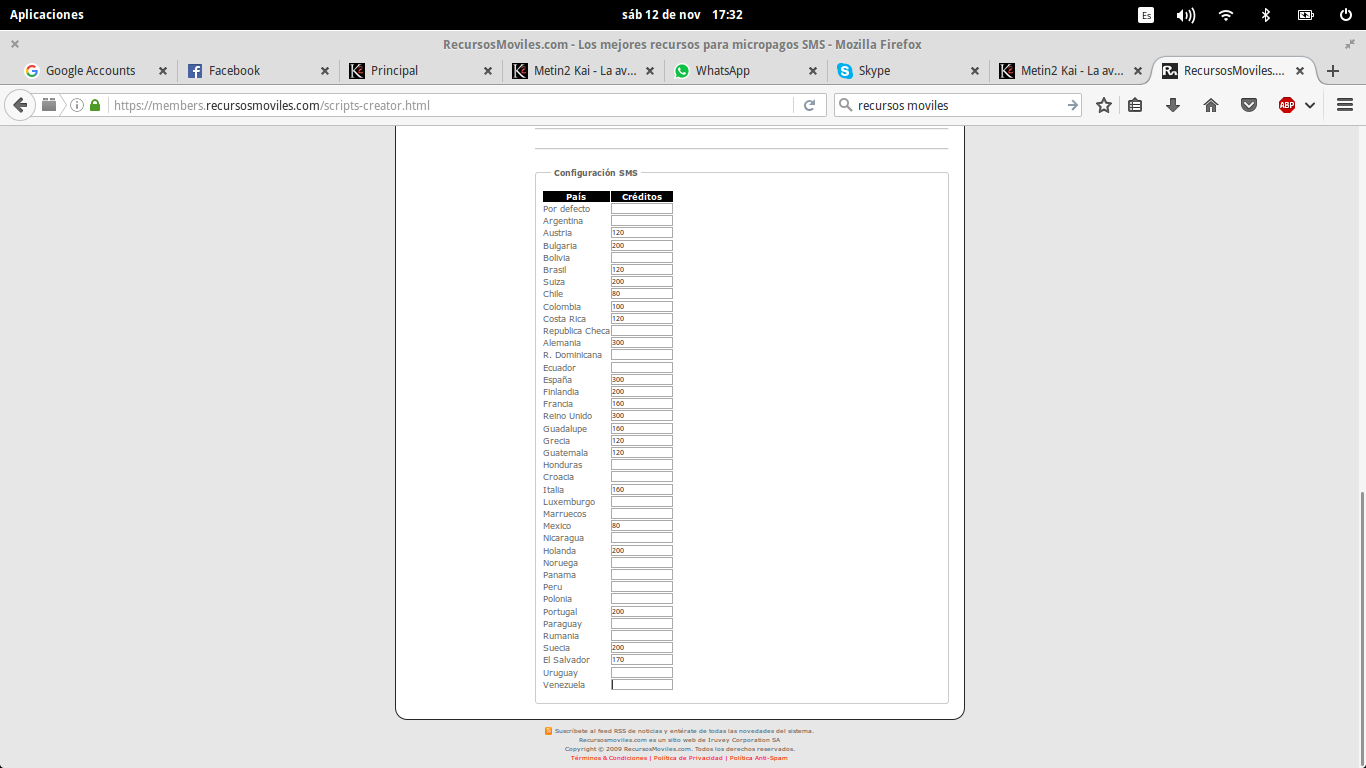 Aplicaciones sáb 12 de nov 17:32 Es
RecursosMoviles.com - Los mejores recursos para micropagos SMS - Mozilla Firefox
Google Accounts Facebook Principal Metin2 Kai - La av... WhatsApp Skype Metin2 Kai - La av... RecursosMoviles....
https://members.recursosmoviles.com/scripts-creator.html recursos moviles ABP
Configuración SMS
País Créditos
Por defecto
Argentina
Austria 120
Bulgaria 200
Bolivia
Brasil 120
Suiza 200
Chile 80
Colombia 100
Costa Rica 120
Republica Checa
Alemania 300
R. Dominicana
Ecuador
España 300
Finlandia 200
Francia 160
Reino Unido 300
Guadalupe 160
Grecia 120
Guatemala 120
Honduras
Croacia
Italia 160
Luxemburgo
Marruecos
Mexico 80
Nicaragua
Holanda 200
Noruega
Panama
Peru
Polonia
Portugal 200
Paraguay
Rumania
Suecia 200
El Salvador 170
Uruguay
Venezuela
Suscríbete al feed RSS de noticias y entérate de todas las novedades del sistema.
Recursosmoviles.com es un sitio web de Iruvey Corporation SA
Copyright © 2009 RecursosMoviles.com. Todos los derechos reservados.
Términos & Condiciones | Política de Privacidad | Política Anti-Spam